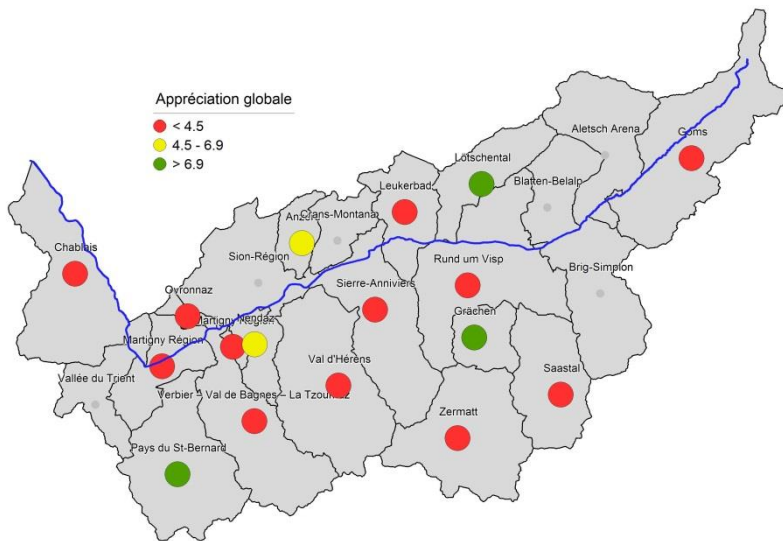 Appréciation globale
< 4.5
4.5 - 6.9
> 6.9
Aletsch Arena
Goms
Lötschental
Leukerbad
Blatten-Belalp
Crans-Montana
Chablais
Sion-Région
Rund um Visp
Brig-Simplon
Sierre-Anniviers
Ovronnaz
Grächen
Martigny Région
Nendaz
Martigny Région
Val d'Hérens
Saastal
Vallée du Trient
Verbier – Val de Bagnes – La Tzoumaz
Zermatt
Pays du St-Bernard